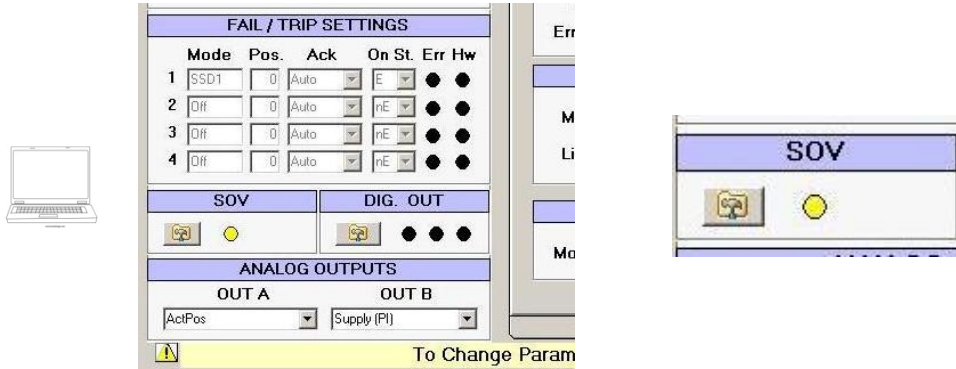 FAIL / TRIP SETTINGS
Mode Pos. Ack On St. Err Hw
1 SSD1 0 Auto E
2 Off 0 Auto nE
3 Off 0 Auto nE
4 Off 0 Auto nE
SOV DIG. OUT
ANALOG OUTPUTS
OUT A OUT B
ActPos Supply (PI)
To Change Param
Err
M
Li
Mo
SOV